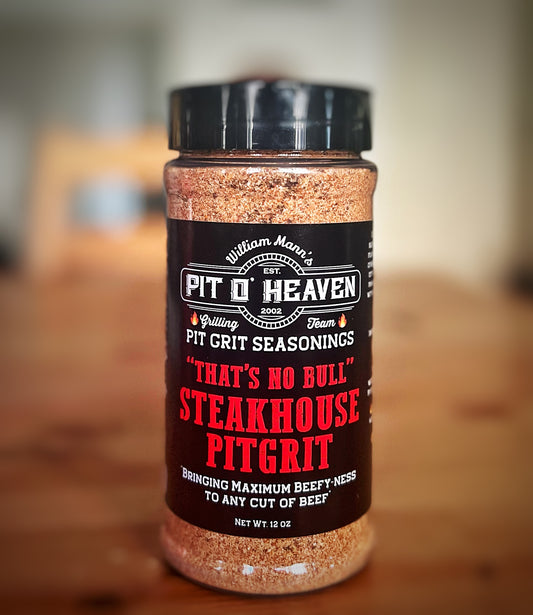 William Mann's
EST.
PIT O' HEAVEN
2002
Grilling Team
PIT GRIT SEASONINGS
"THAT'S NO BULL"
STEAKHOUSE
PITGRIT
"BRINGING MAXIMUM BEEFY-NESS
TO ANY CUT OF BEEF"
NET WT. 12 OZ